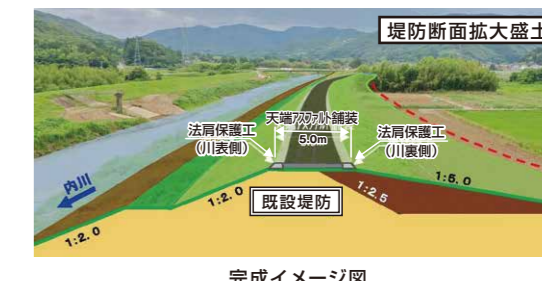 堤防断面拡大盛土
天端アスファルト舗装
5.0m
法肩保護工
（川表側）
法肩保護工
（川裏側）
内川
既設堤防
1:2.0
1:2.0
1:2.5
1:5.0
完成イメージ図